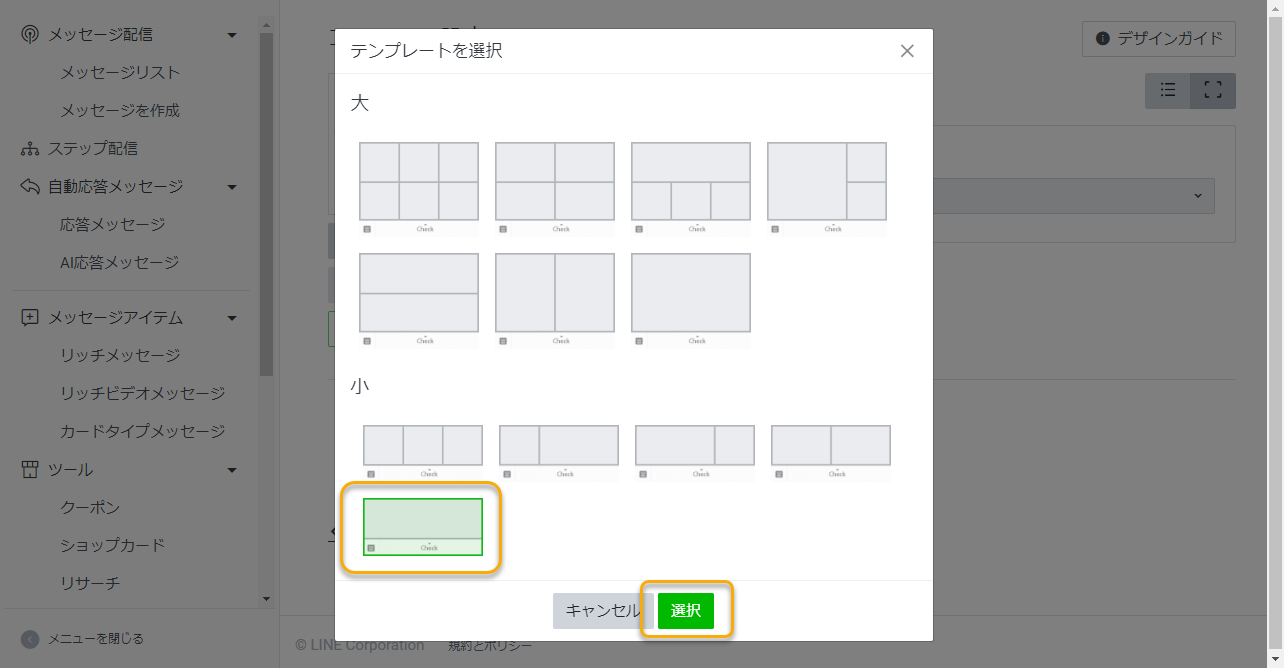 メッセージ配信
メッセージリスト
メッセージを作成
ステップ配信
自動応答メッセージ
応答メッセージ
AI応答メッセージ
メッセージアイテム
リッチメッセージ
リッチビデオメッセージ
カードタイプメッセージ
ツール
クーポン
ショップカード
リサーチ
メニューを閉じる
デザインガイド
テンプレートを選択
大
Check
Check
Check
Check
Check
Check
Check
小
Check
Check
Check
Check
Check
キャンセル
選択
© LINE Corporation
規約とポリシー